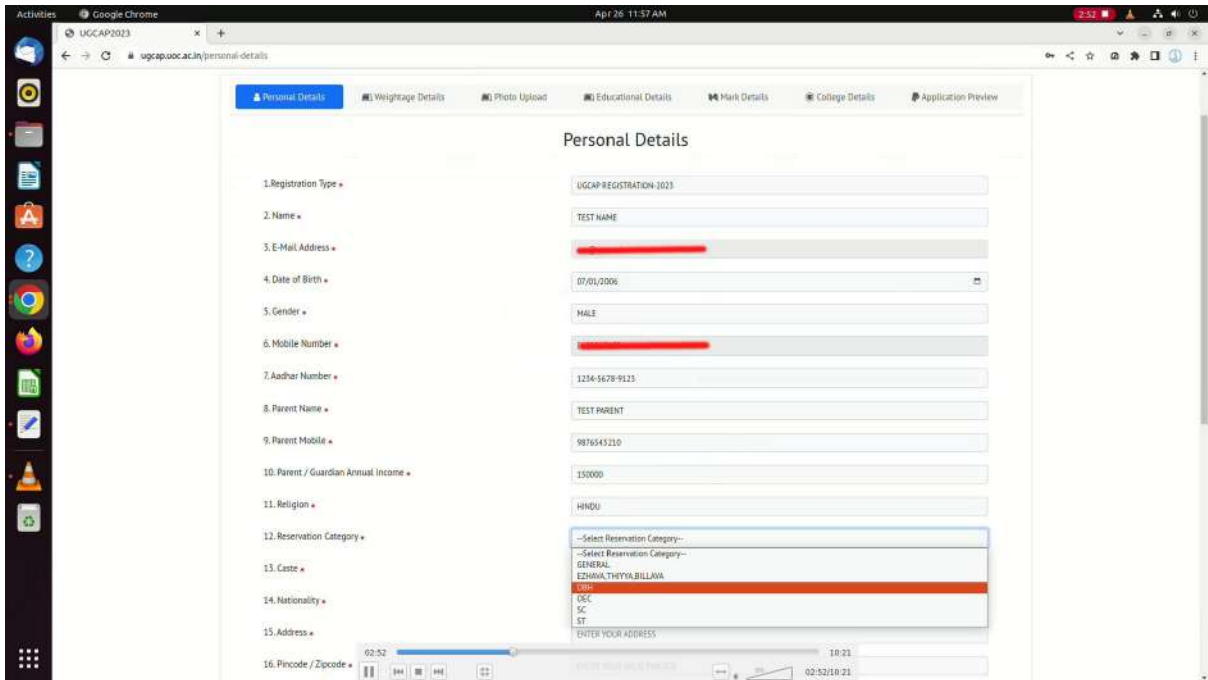 Activities Google Chrome Apr 26 11:57 AM 2:52
UGCAP2023
ugcap.uoc.ac.in/personal-details
Personal Details Weightage Details Photo Upload Educational Details Mark Details College Details Application Preview
Personal Details
1.Registration Type * UGCAP REGISTRATION-2023
2. Name * TEST NAME
3. E-Mail Address *
4. Date of Birth * 07/01/2006
5. Gender * MALE
6. Mobile Number *
7. Aadhar Number * 1234-5678-9123
8. Parent Name * TEST PARENT
9. Parent Mobile * 9876543210
10. Parent / Guardian Annual Income * 150000
11. Religion * HINDU
12. Reservation Category * --Select Reservation Category--
--Select Reservation Category--
GENERAL
13. Caste * EZHAVA,THIYYA,BILLAVA
OBH
14. Nationality * OEC
SC
ST
15. Address * ENTER YOUR ADDRESS
02:52 10:21
16. Pincode / Zipcode *
02:52/10:21